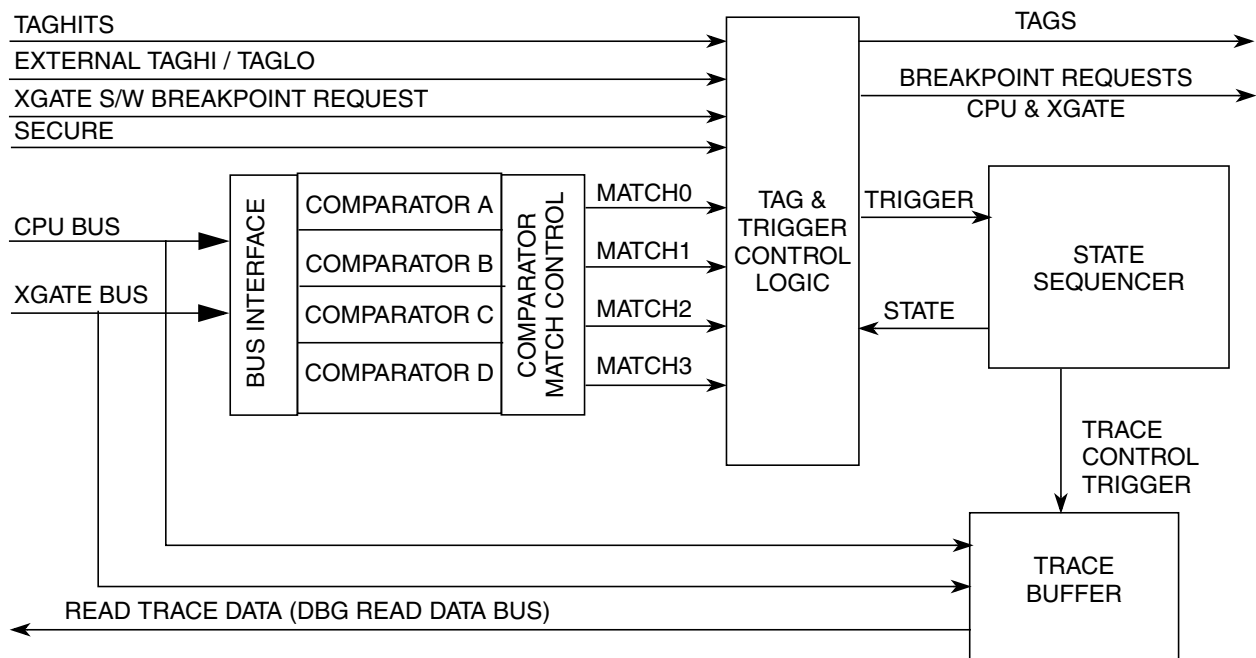 TAGHITS
TAGS
EXTERNAL TAGHI / TAGLO
BREAKPOINT REQUESTS
CPU & XGATE
XGATE S/W BREAKPOINT REQUEST
SECURE
CPU BUS
XGATE BUS
BUS INTERFACE
COMPARATOR A
COMPARATOR B
COMPARATOR C
COMPARATOR D
COMPARATOR
MATCH CONTROL
MATCH0
MATCH1
MATCH2
MATCH3
TAG &
TRIGGER
CONTROL
LOGIC
TRIGGER
STATE
STATE
SEQUENCER
TRACE
CONTROL
TRIGGER
TRACE
BUFFER
READ TRACE DATA (DBG READ DATA BUS)